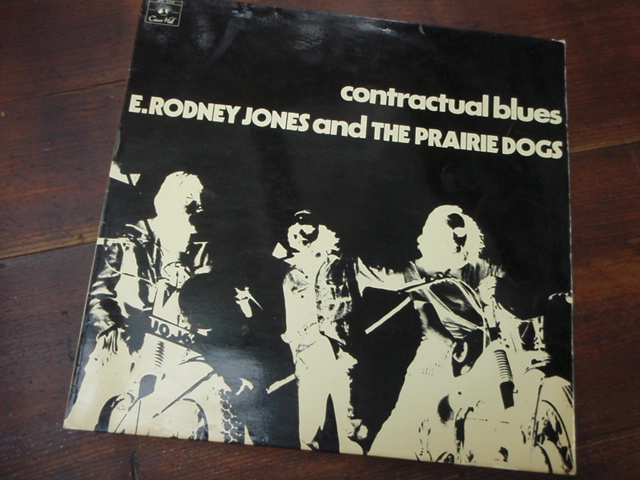 contractual blues
E. RODNEY JONES and THE PRAIRIE DOGS